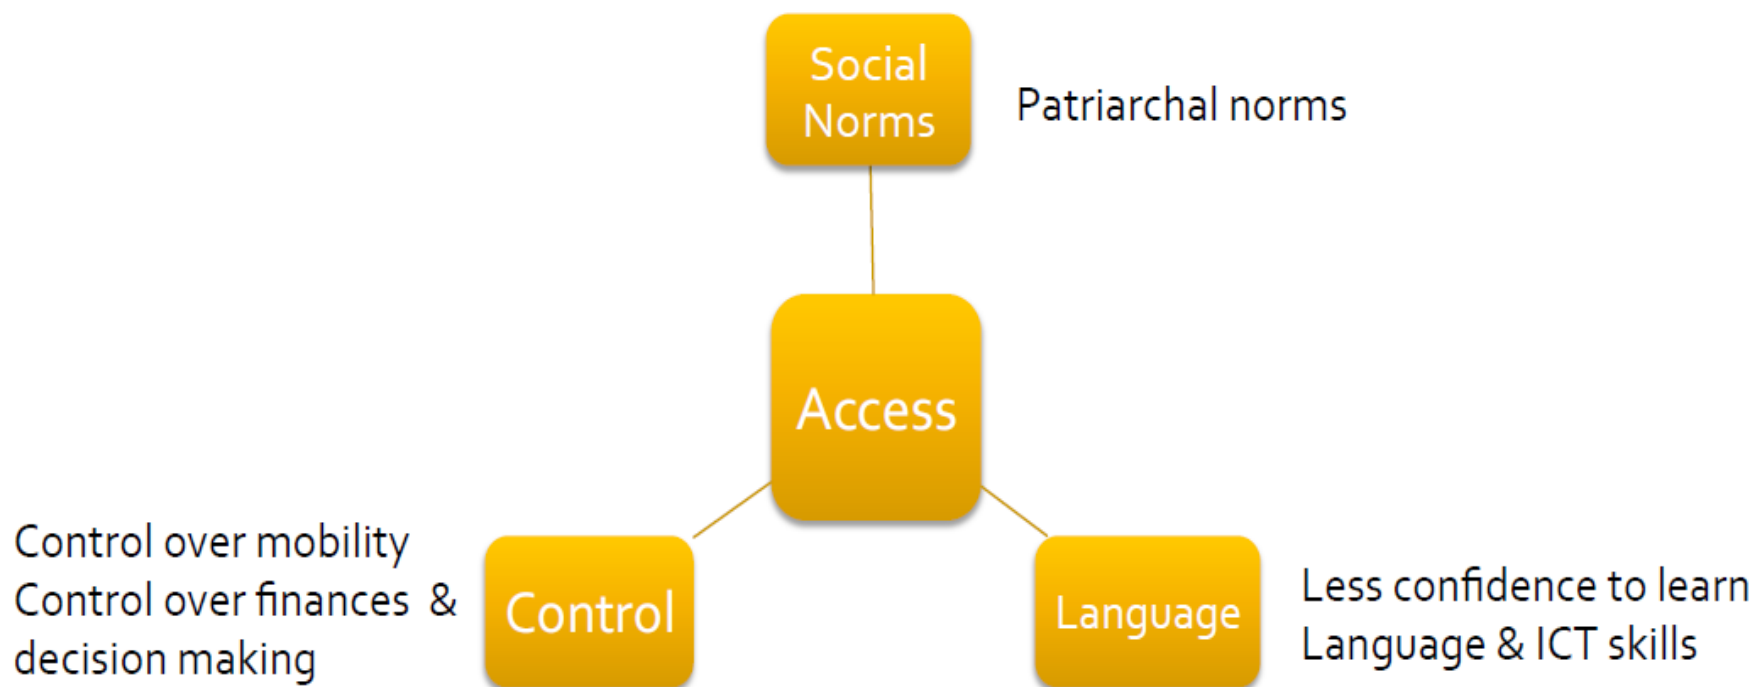 Social
Norms
Patriarchal norms
Access
Control over mobility
Control over finances &
decision making
Control
Language
Less confidence to learn
Language & ICT skills